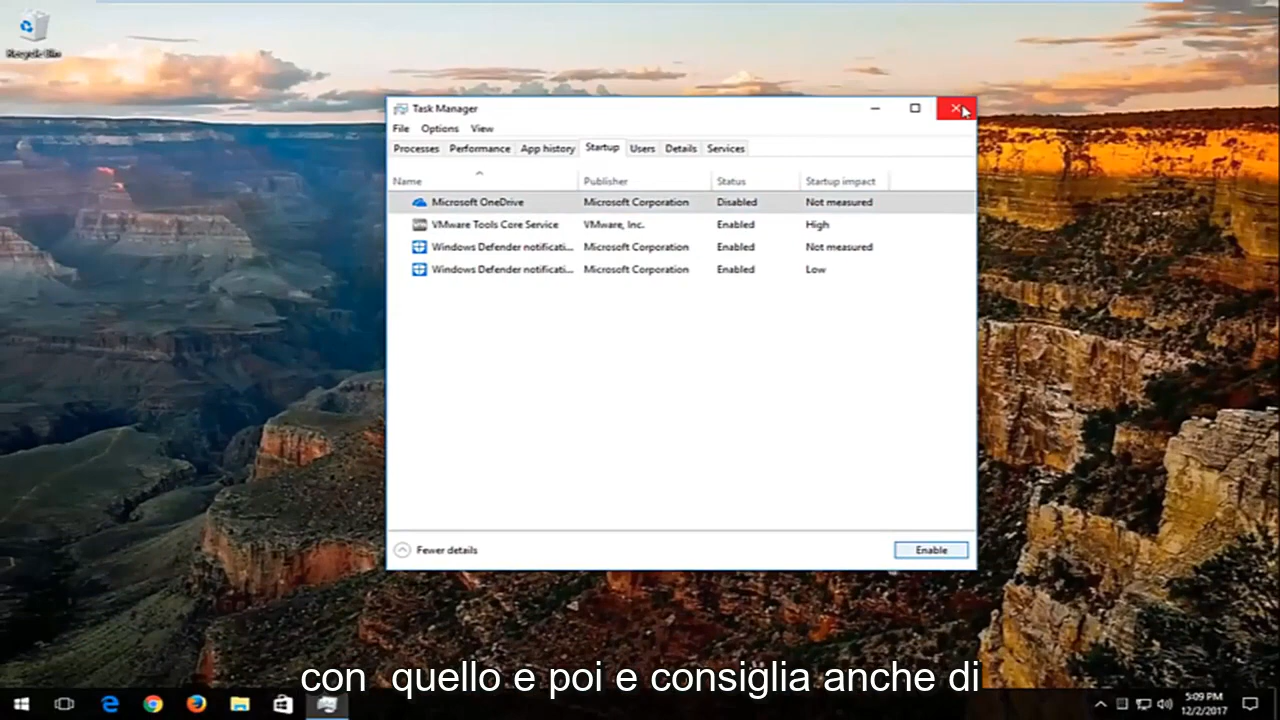 Recycle Bin
Task Manager
File Options View
Processes Performance App history Startup Users Details Services
Name Publisher Status Startup impact
Microsoft OneDrive Microsoft Corporation Disabled Not measured
VMware Tools Core Service VMware, Inc. Enabled High
Windows Defender notificati... Microsoft Corporation Enabled Not measured
Windows Defender notificati... Microsoft Corporation Enabled Low
Fewer details Enable
con quello e poi e consiglia anche di
5:09 PM
12/2/2017